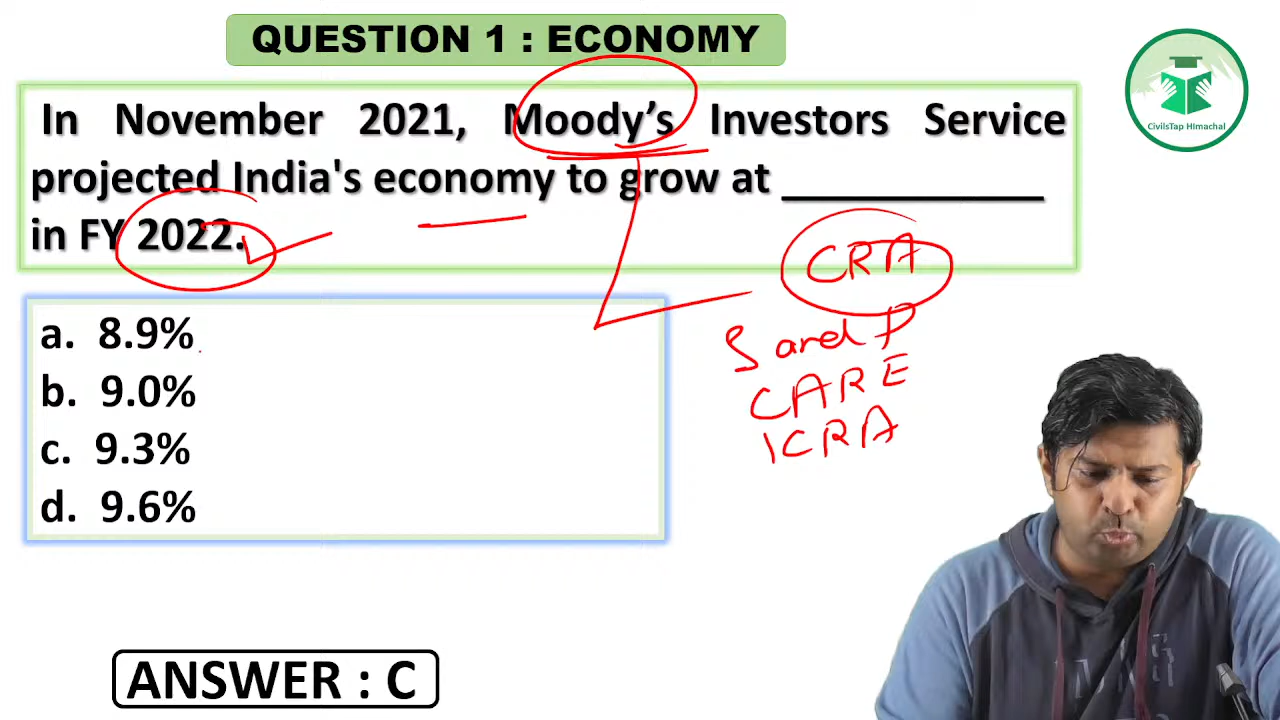 QUESTION 1 : ECONOMY
In November 2021, Moody's Investors Service
projected India's economy to grow at ____________
in FY 2022.
CivilsTap Himachal
a. 8.9%
b. 9.0%
c. 9.3%
d. 9.6%
CRA
S and P
CARE
ICRA
ANSWER : C